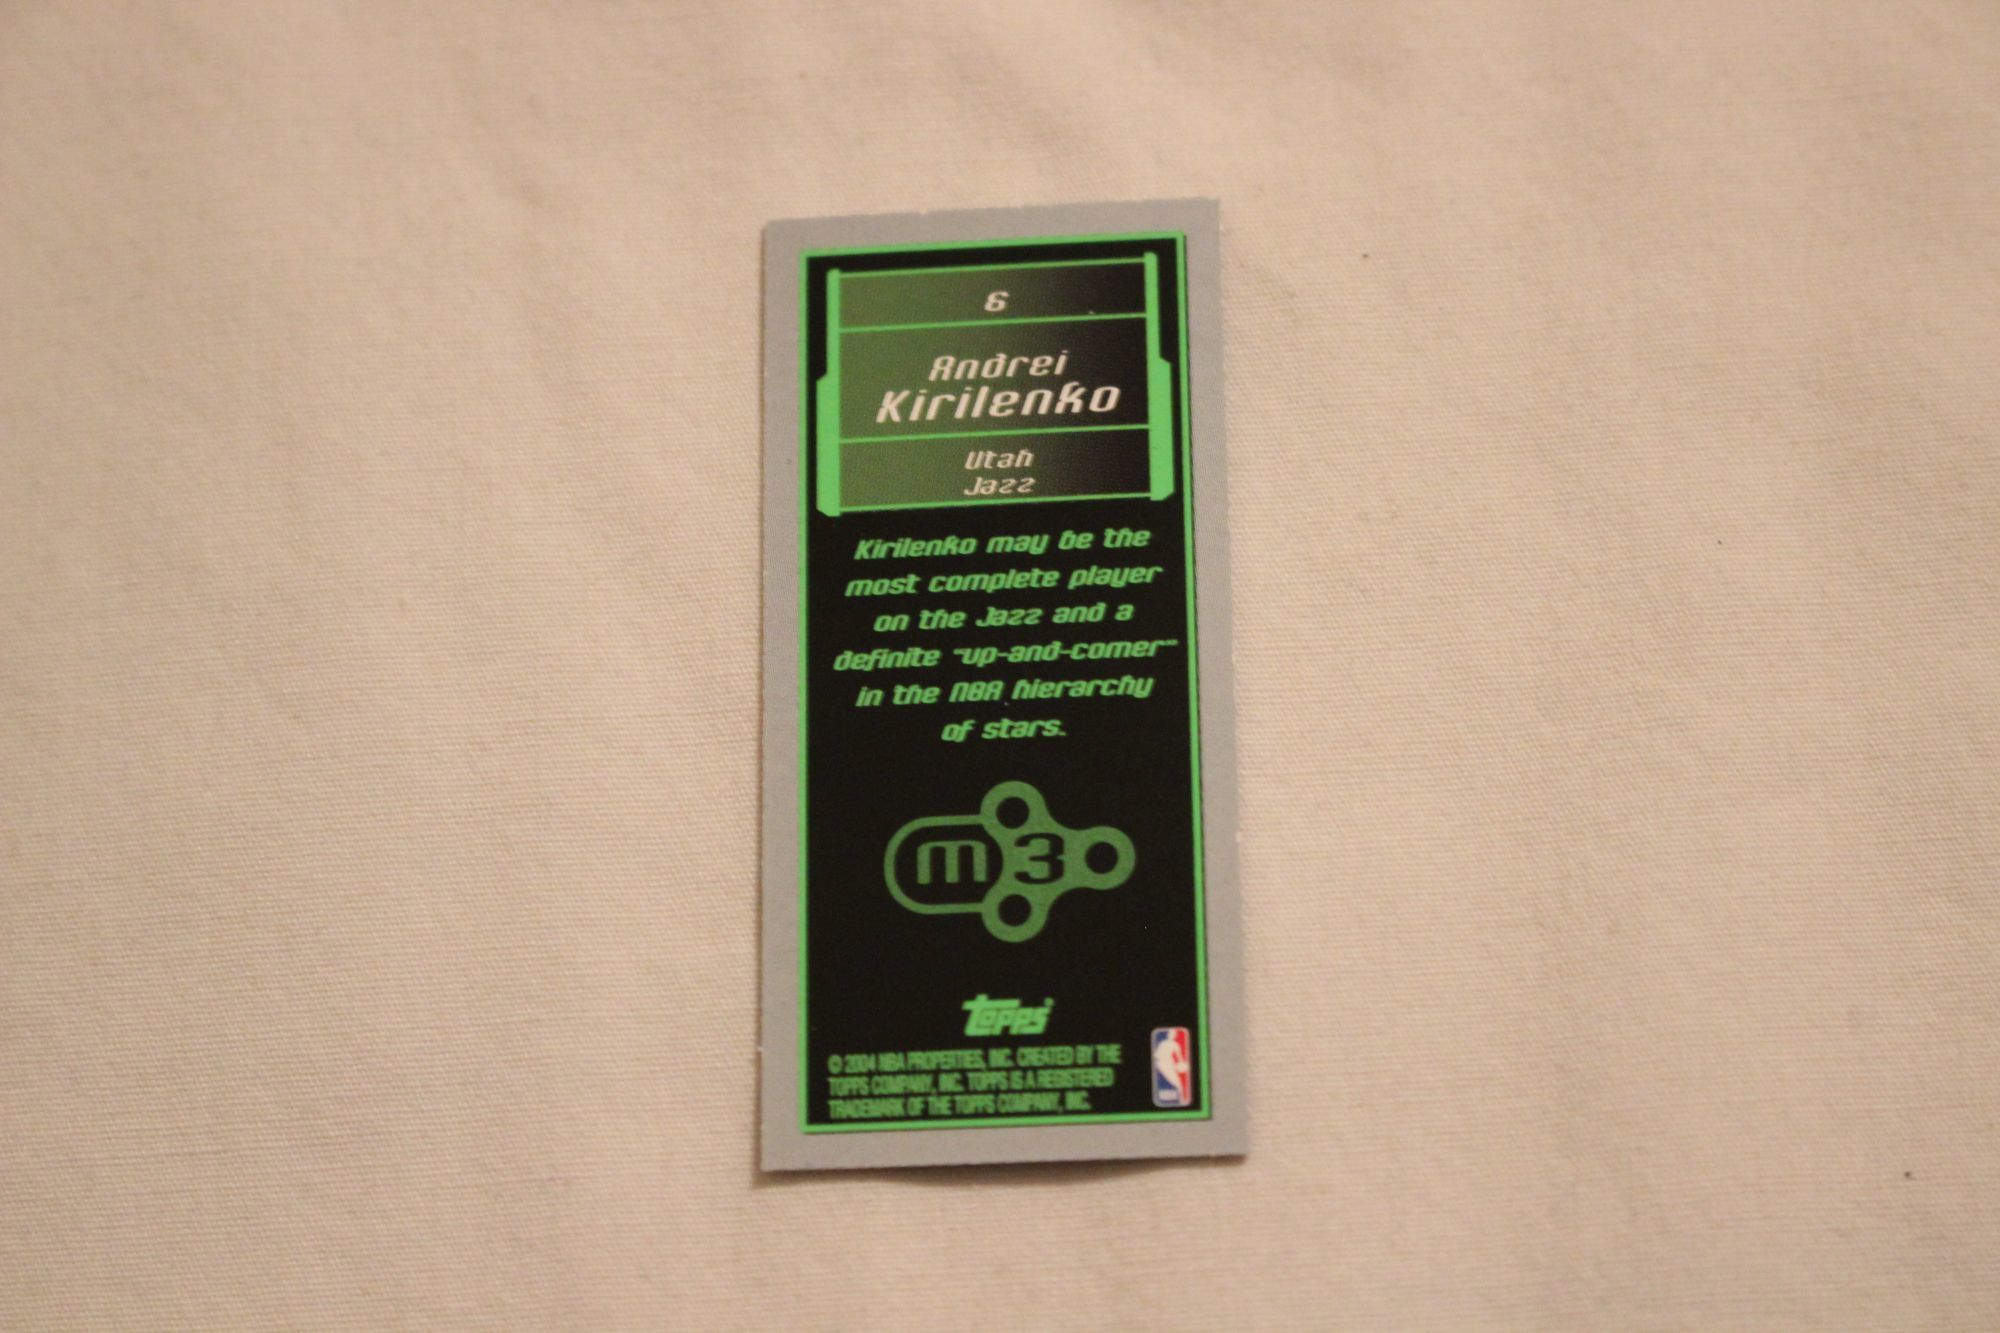 6
Andrei
Kirilenko
Utah
Jazz
Kirilenko may be the
most complete player
on the Jazz and a
definite "up-and-comer"
in the NBA hierarchy
of stars.
m3
Topps
© 2004 NBA PROPERTIES, INC. CREATED BY THE
TOPPS COMPANY, INC. TOPPS IS A REGISTERED
TRADEMARK OF THE TOPPS COMPANY, INC.